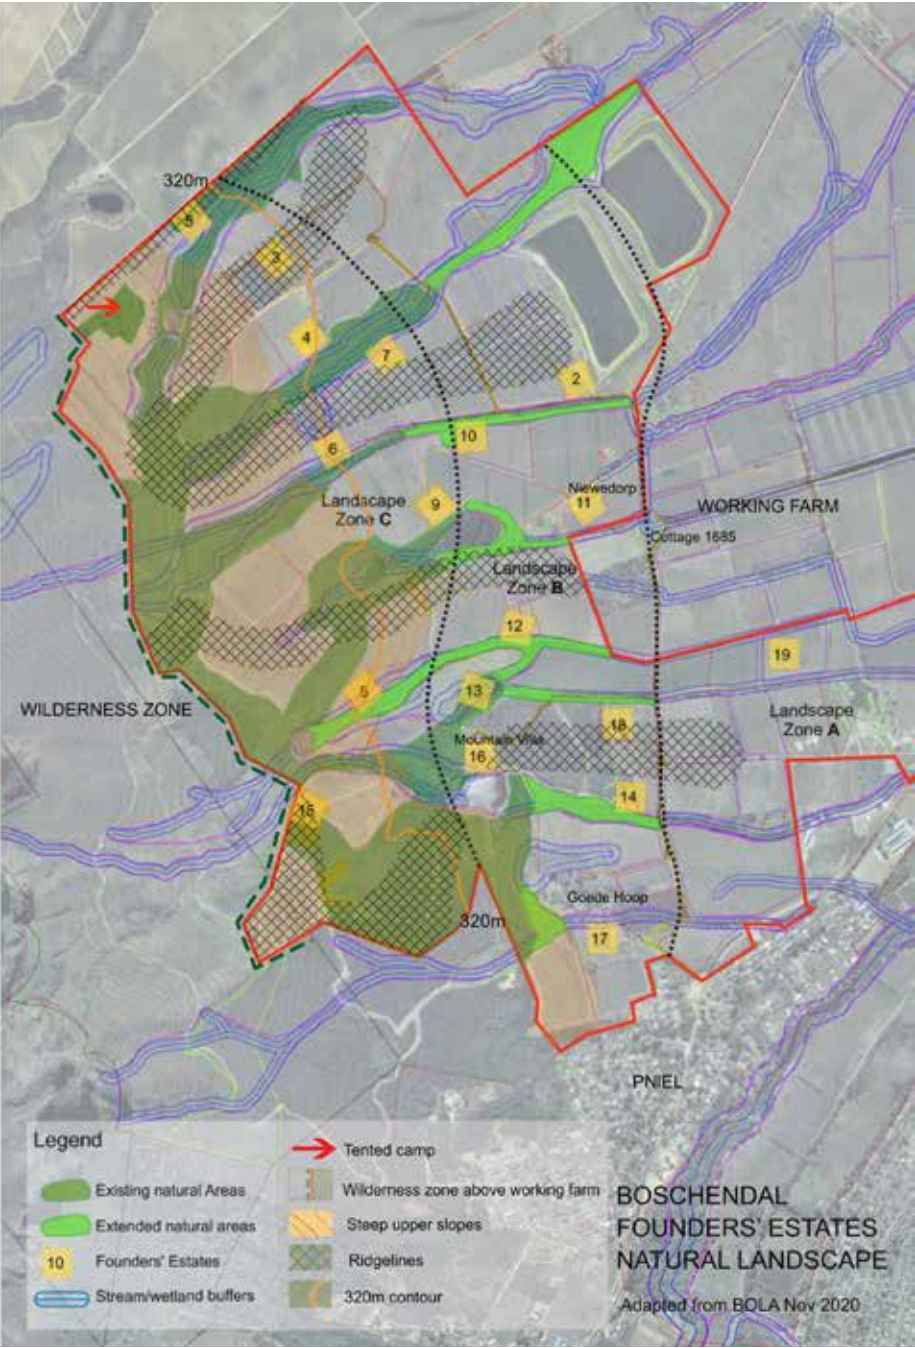 320m
8
3
4
7
2
10
6
Landscape
Zone C
9
Niewedorp
11
WORKING FARM
Cottage 1685
Landscape
Zone B
12
19
5
13
WILDERNESS ZONE
Landscape
Zone A
18
Mountain Villa
16
14
15
Goede Hoop
320m
17
PNIEL
Legend
Existing natural Areas
Extended natural areas
10 Founders' Estates
Stream/wetland buffers
Tented camp
Wilderness zone above working farm
Steep upper slopes
Ridgelines
320m contour
BOSCHENDAL
FOUNDERS' ESTATES
NATURAL LANDSCAPE
Adapted from BOLA Nov 2020